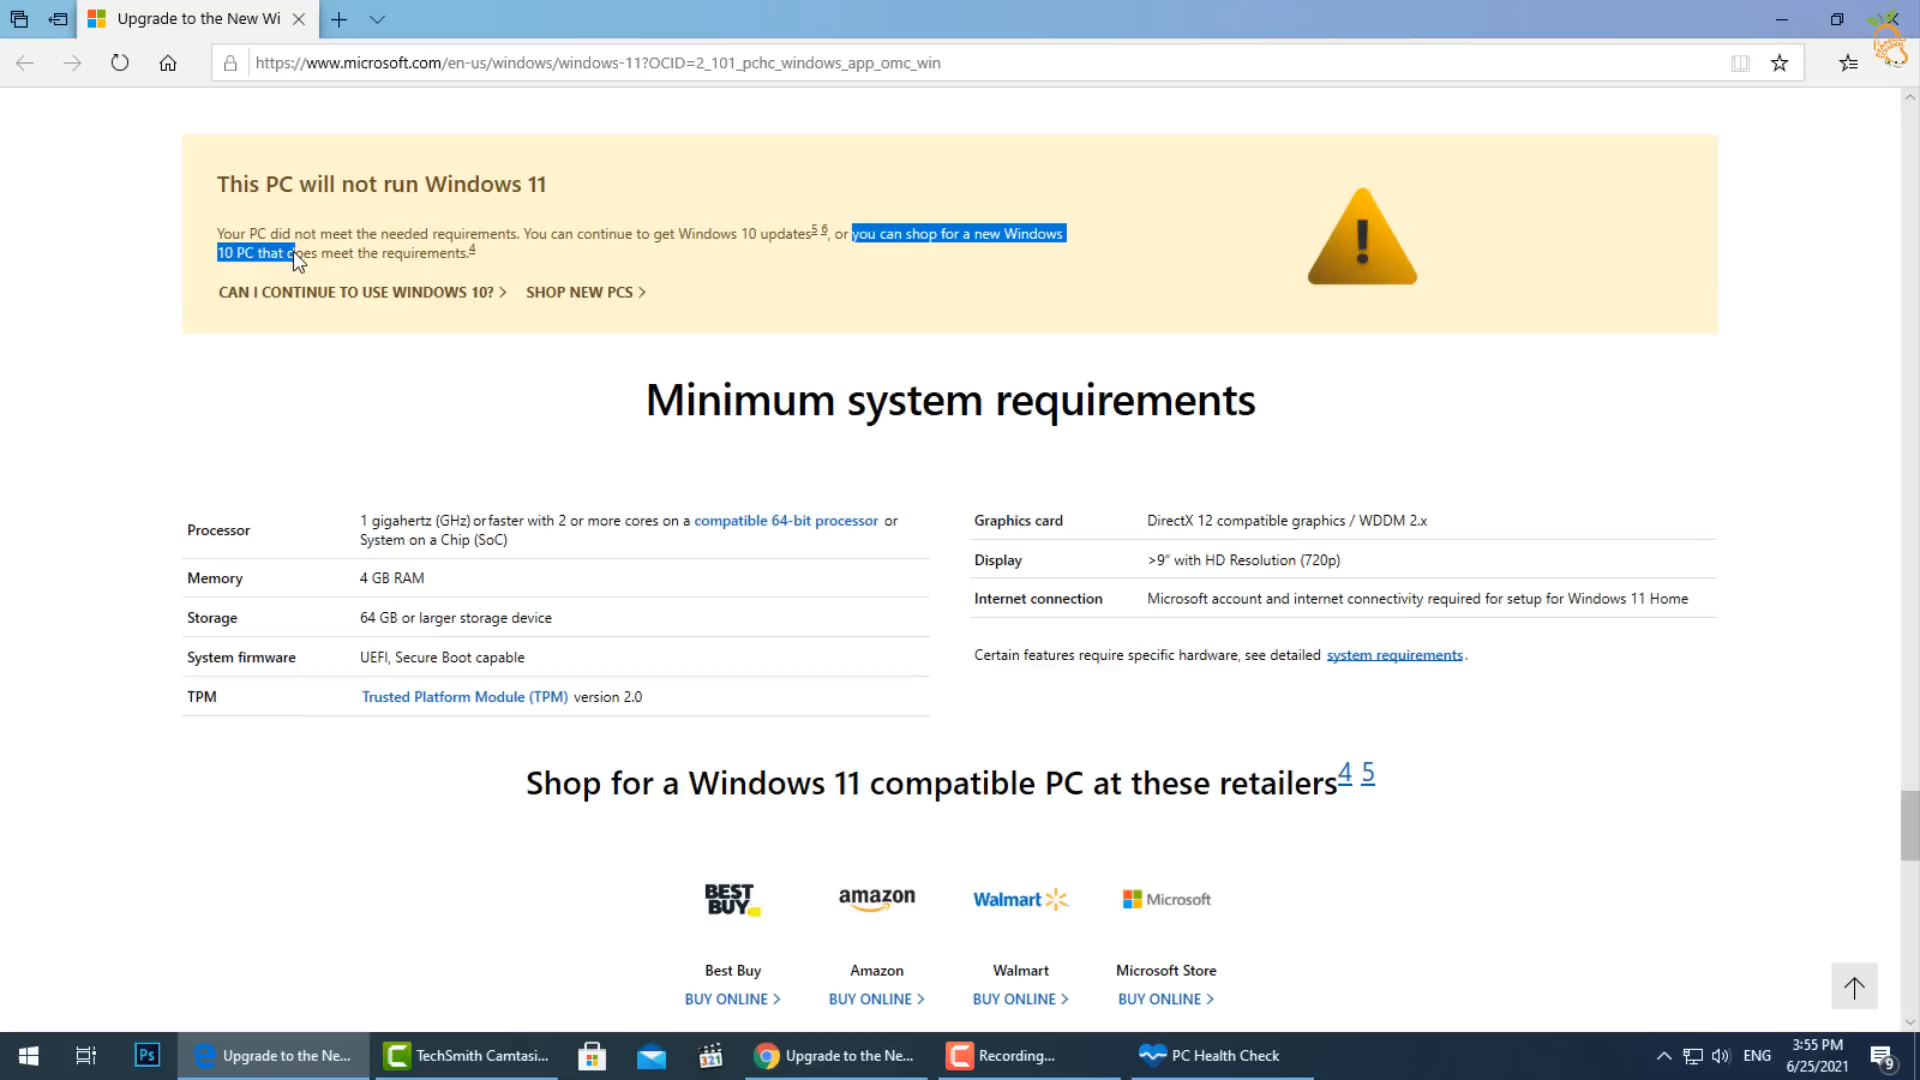 Upgrade to the New Wi
https://www.microsoft.com/en-us/windows/windows-11?OCID=2_101_pchc_windows_app_omc_win
This PC will not run Windows 11
Your PC did not meet the needed requirements. You can continue to get Windows 10 updates5 6, or you can shop for a new Windows
10 PC that does meet the requirements.4
CAN I CONTINUE TO USE WINDOWS 10? > SHOP NEW PCS >
Minimum system requirements
Processor
1 gigahertz (GHz) or faster with 2 or more cores on a compatible 64-bit processor or
System on a Chip (SoC)
Memory
4 GB RAM
Storage
64 GB or larger storage device
System firmware
UEFI, Secure Boot capable
TPM
Trusted Platform Module (TPM) version 2.0
Graphics card
DirectX 12 compatible graphics / WDDM 2.x
Display
>9" with HD Resolution (720p)
Internet connection
Microsoft account and internet connectivity required for setup for Windows 11 Home
Certain features require specific hardware, see detailed system requirements.
Shop for a Windows 11 compatible PC at these retailers4 5
BEST
BUY
amazon
Walmart
Microsoft
Best Buy
Amazon
Walmart
Microsoft Store
BUY ONLINE >
BUY ONLINE >
BUY ONLINE >
BUY ONLINE >
Ps
Upgrade to the Ne...
TechSmith Camtasi...
321
Upgrade to the Ne...
Recording...
PC Health Check
ENG
3:55 PM
6/25/2021
9